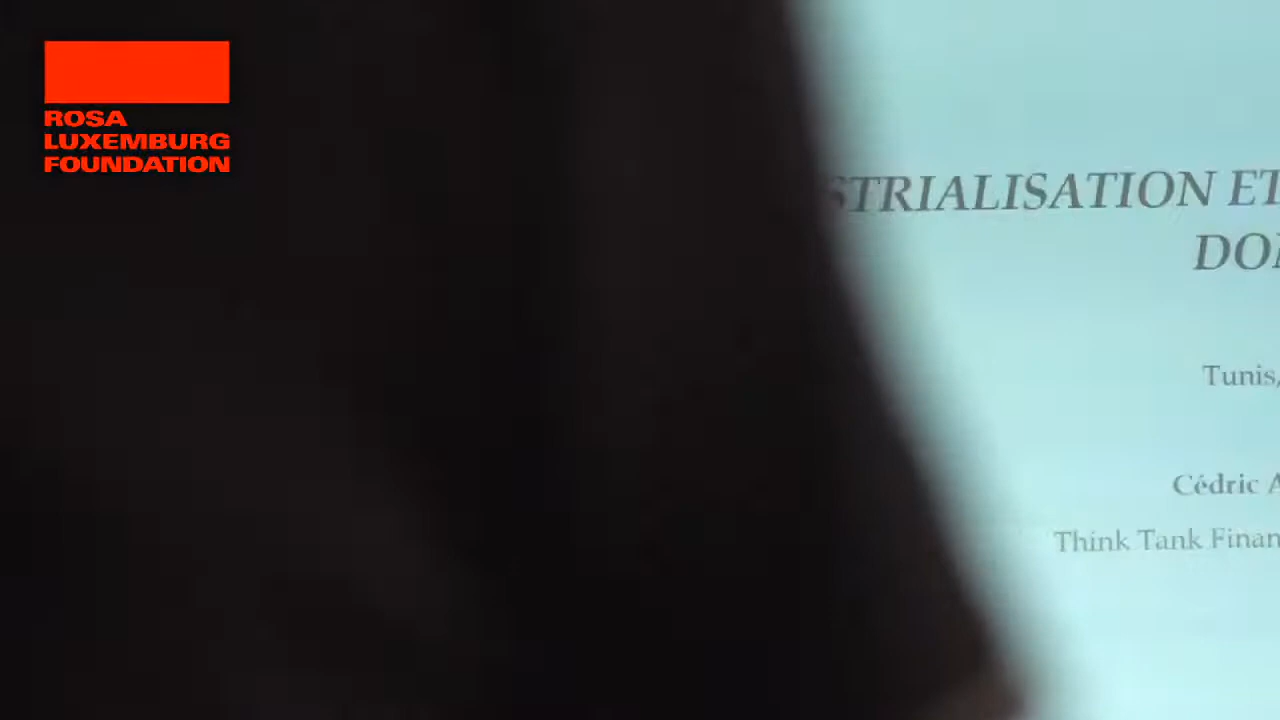 ROSA
LUXEMBURG
FOUNDATION
STRIALISATION ET
DO
Tunis,
Cédric A
Think Tank Finan